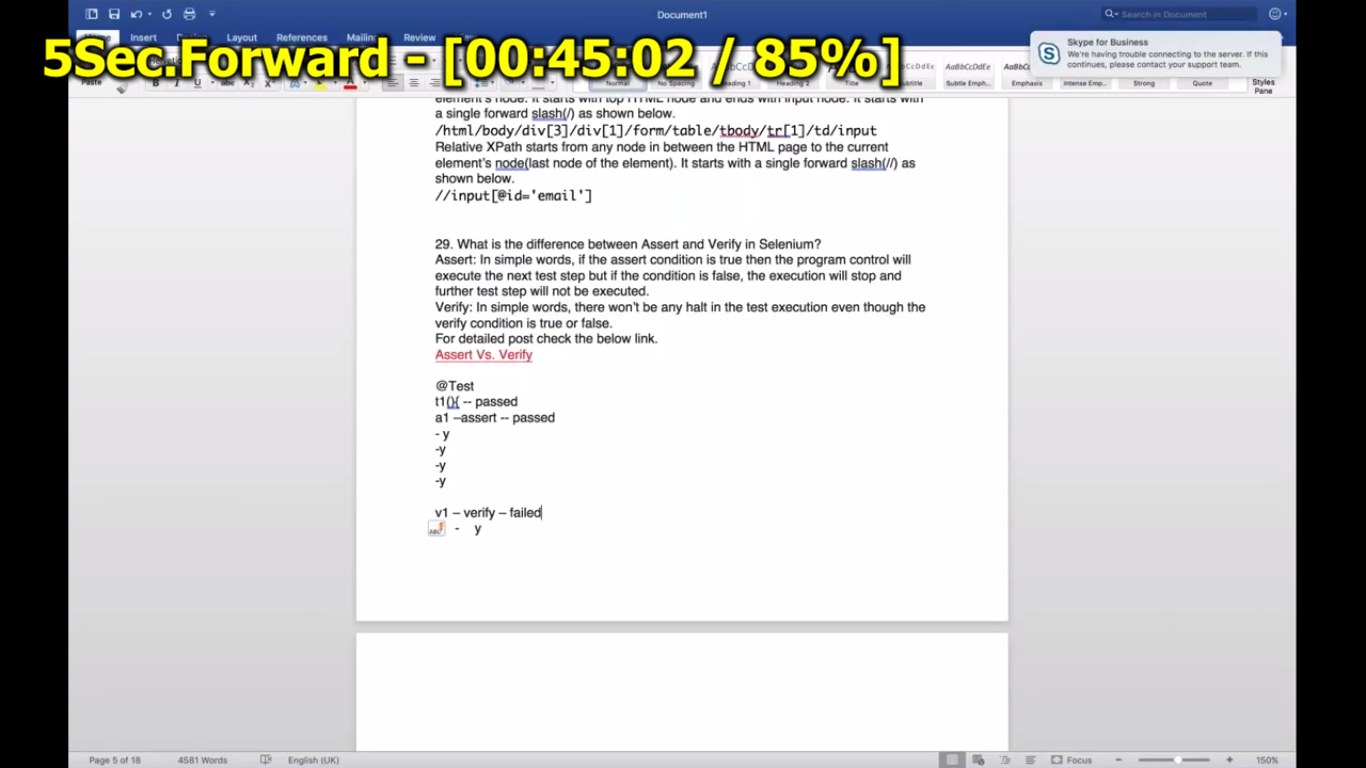 Document1
Search in Document
Home Insert Design Layout References Mailings Review View
5Sec.Forward - [00:45:02 / 85%]
Skype for Business
We're having trouble connecting to the server. If this
continues, please contact your support team.
Paste
Normal No Spacing Heading 1 Heading 2 Title Subtitle Subtle Emph... Emphasis Intense Emp... Strong Quote Styles
Pane
element's node. It starts with top HTML node and ends with input node. It starts with
a single forward slash(/) as shown below.
/html/body/div[3]/div[1]/form/table/tbody/tr[1]/td/input
Relative XPath starts from any node in between the HTML page to the current
element's node(last node of the element). It starts with a single forward slash(//) as
shown below.
//input[@id='email']
29. What is the difference between Assert and Verify in Selenium?
Assert: In simple words, if the assert condition is true then the program control will
execute the next test step but if the condition is false, the execution will stop and
further test step will not be executed.
Verify: In simple words, there won't be any halt in the test execution even though the
verify condition is true or false.
For detailed post check the below link.
Assert Vs. Verify
@Test
t1(){ -- passed
a1 –assert -- passed
- y
-y
-y
-y
v1 – verify – failed
- y
Page 5 of 18 4581 Words English (UK) Focus 150%